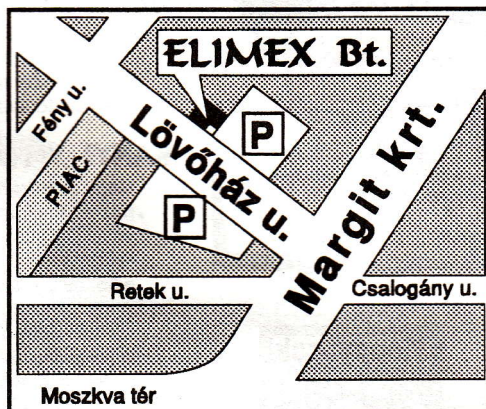 ELIMEX Bt.
Fény u.
PIAC
Lövőház u.
P
P
Margit krt.
Retek u.
Csalogány u.
Moszkva tér